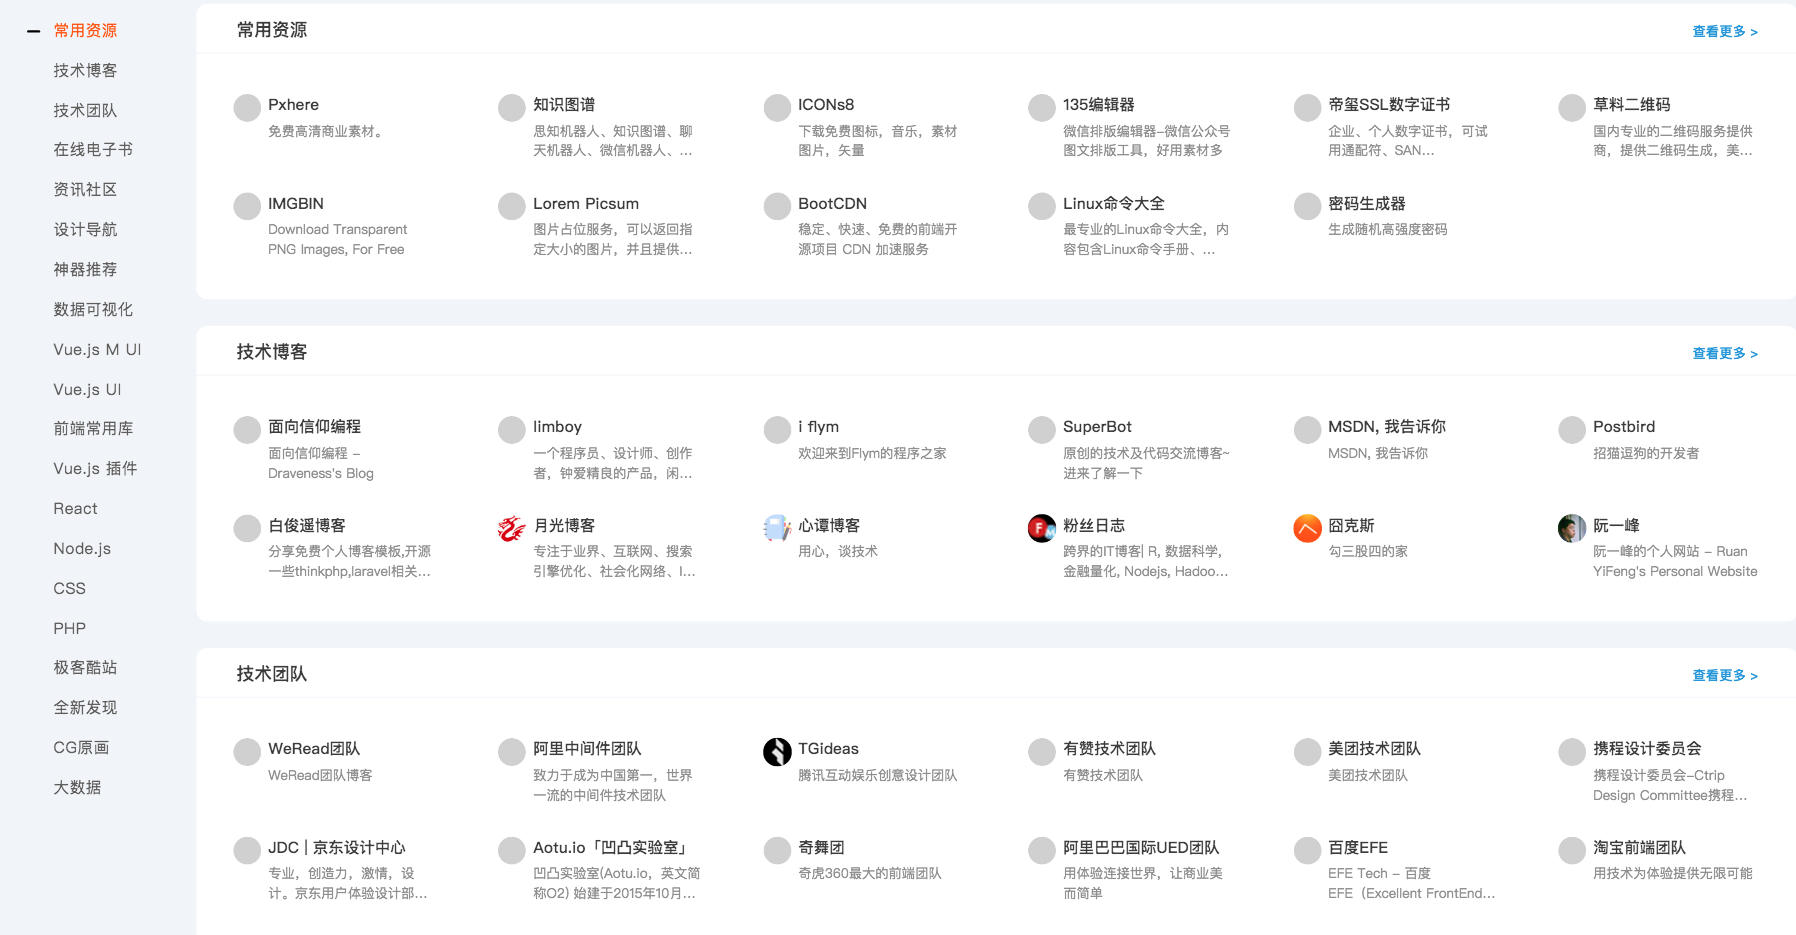 常用资源
技术博客
技术团队
在线电子书
资讯社区
设计导航
神器推荐
数据可视化
Vue.js M UI
Vue.js UI
前端常用库
Vue.js 插件
React
Node.js
CSS
PHP
极客酷站
全新发现
CG原画
大数据
常用资源
查看更多 >
Pxhere
免费高清商业素材。
知识图谱
思知机器人、知识图谱、聊
天机器人、微信机器人、...
ICONs8
下载免费图标，音乐，素材
图片，矢量
135编辑器
微信排版编辑器-微信公众号
图文排版工具，好用素材多
帝玺SSL数字证书
企业、个人数字证书，可试
用通配符、SAN...
草料二维码
国内专业的二维码服务提供
商，提供二维码生成，美...
IMGBIN
Download Transparent
PNG Images, For Free
Lorem Picsum
图片占位服务，可以返回指
定大小的图片，并且提供...
BootCDN
稳定、快速、免费的前端开
源项目 CDN 加速服务
Linux命令大全
最专业的Linux命令大全，内
容包含Linux命令手册、...
密码生成器
生成随机高强度密码
技术博客
查看更多 >
面向信仰编程
面向信仰编程 -
Draveness's Blog
limboy
一个程序员、设计师、创作
者，钟爱精良的产品，闲...
i flym
欢迎来到Flym的程序之家
SuperBot
原创的技术及代码交流博客~
进来了解一下
MSDN, 我告诉你
MSDN, 我告诉你
Postbird
招猫逗狗的开发者
白俊遥博客
分享免费个人博客模板,开源
一些thinkphp,laravel相关...
月光博客
专注于业界、互联网、搜索
引擎优化、社会化网络、I...
心谭博客
用心，谈技术
粉丝日志
跨界的IT博客| R, 数据科学,
金融量化, Nodejs, Hadoo...
囧克斯
勾三股四的家
阮一峰
阮一峰的个人网站 - Ruan
YiFeng's Personal Website
技术团队
查看更多 >
WeRead团队
WeRead团队博客
阿里中间件团队
致力于成为中国第一，世界
一流的中间件技术团队
TGideas
腾讯互动娱乐创意设计团队
有赞技术团队
有赞技术团队
美团技术团队
美团技术团队
携程设计委员会
携程设计委员会-Ctrip
Design Committee携程...
JDC | 京东设计中心
专业，创造力，激情，设
计。京东用户体验设计部...
Aotu.io「凹凸实验室」
凹凸实验室(Aotu.io，英文简
称O2) 始建于2015年10月...
奇舞团
奇虎360最大的前端团队
阿里巴巴国际UED团队
用体验连接世界，让商业美
而简单
百度EFE
EFE Tech - 百度
EFE（Excellent FrontEnd...
淘宝前端团队
用技术为体验提供无限可能